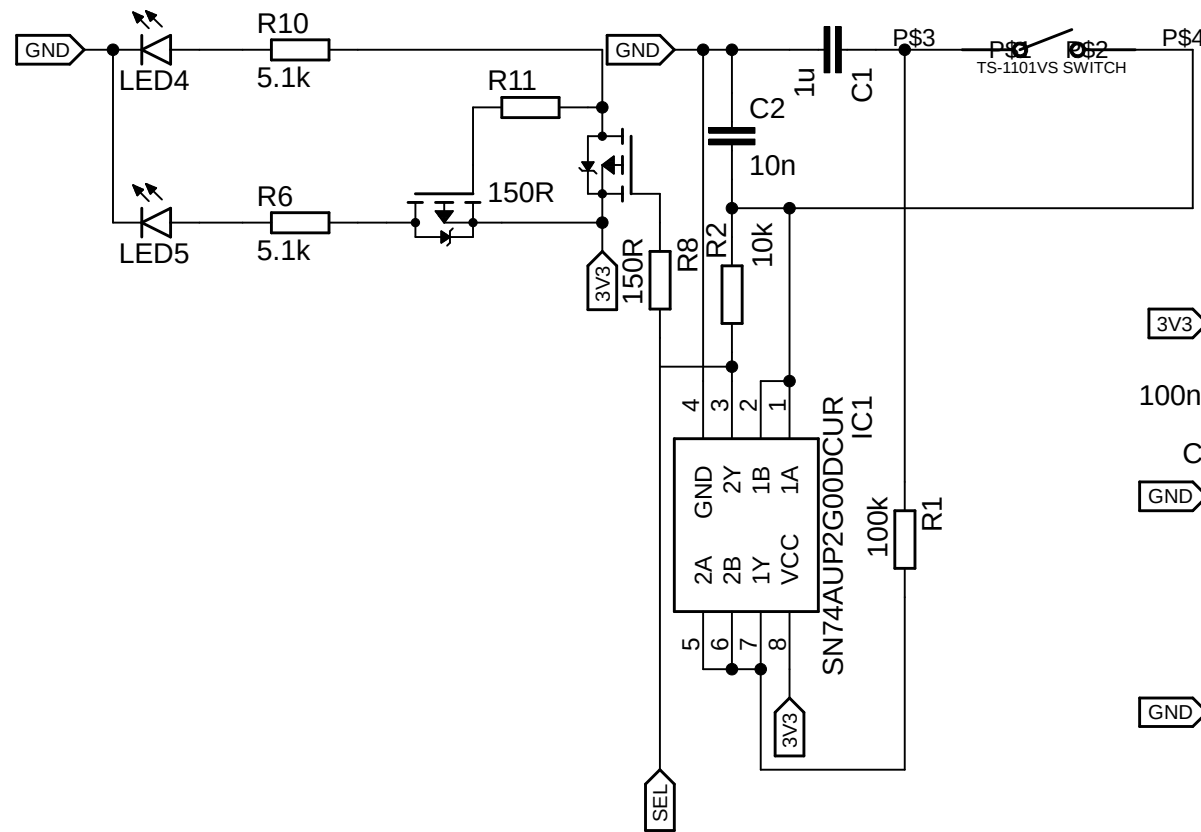 GND
LED4
R10
5.1k
GND
1u
C1
P$3
P$1
P$2
TS-1101VS SWITCH
P$4
R11
150R
C2
10n
LED5
R6
5.1k
3V3
150R
R8
R2
10k
3V3
100n
C
GND
GND
4
3
2
1
IC1
SN74AUP2G00DCUR
GND
2Y
1B
1A
2A
2B
1Y
VCC
5
6
7
8
100k
R1
3V3
SEL